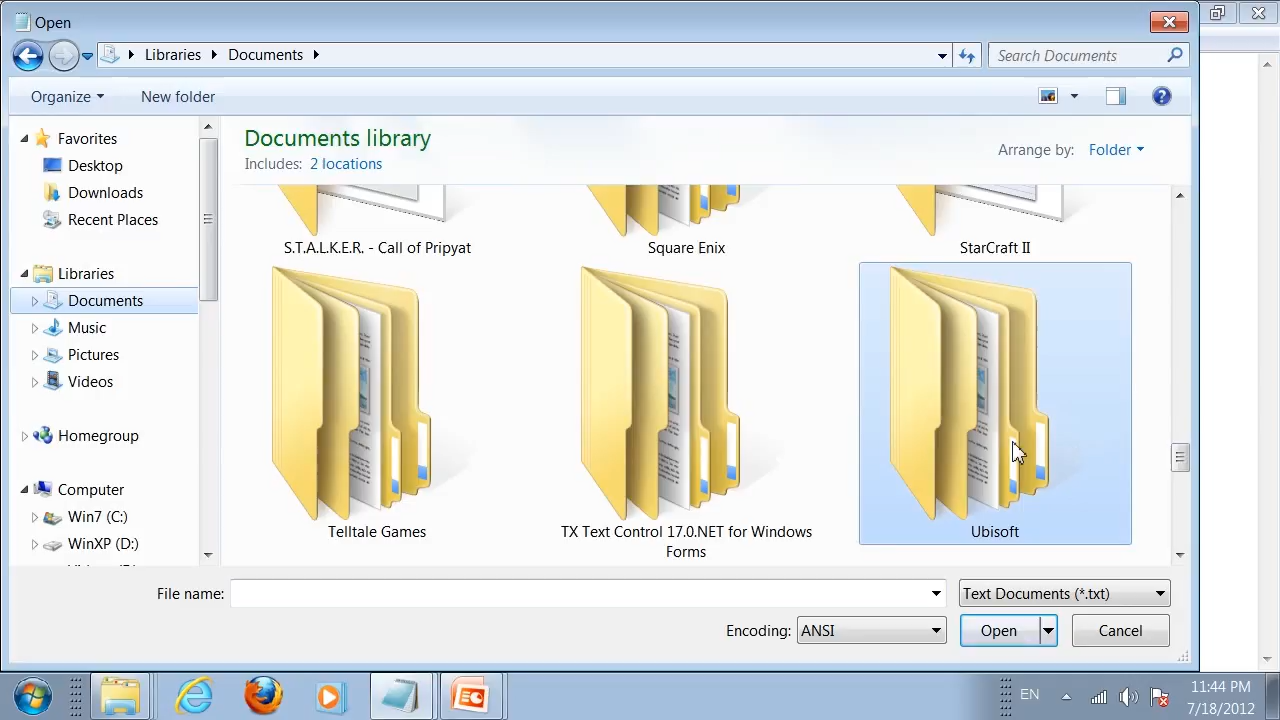 Open
Libraries
Documents
Search Documents
Organize
New folder
Favorites
Desktop
Downloads
Recent Places
Libraries
Documents
Music
Pictures
Videos
Homegroup
Computer
Win7 (C:)
WinXP (D:)
Documents library
Includes: 2 locations
Arrange by: Folder
S.T.A.L.K.E.R. - Call of Pripyat
Square Enix
StarCraft II
Telltale Games
TX Text Control 17.0.NET for Windows
Forms
Ubisoft
File name:
Text Documents (*.txt)
Encoding: ANSI
Open
Cancel
EN
11:44 PM
7/18/2012